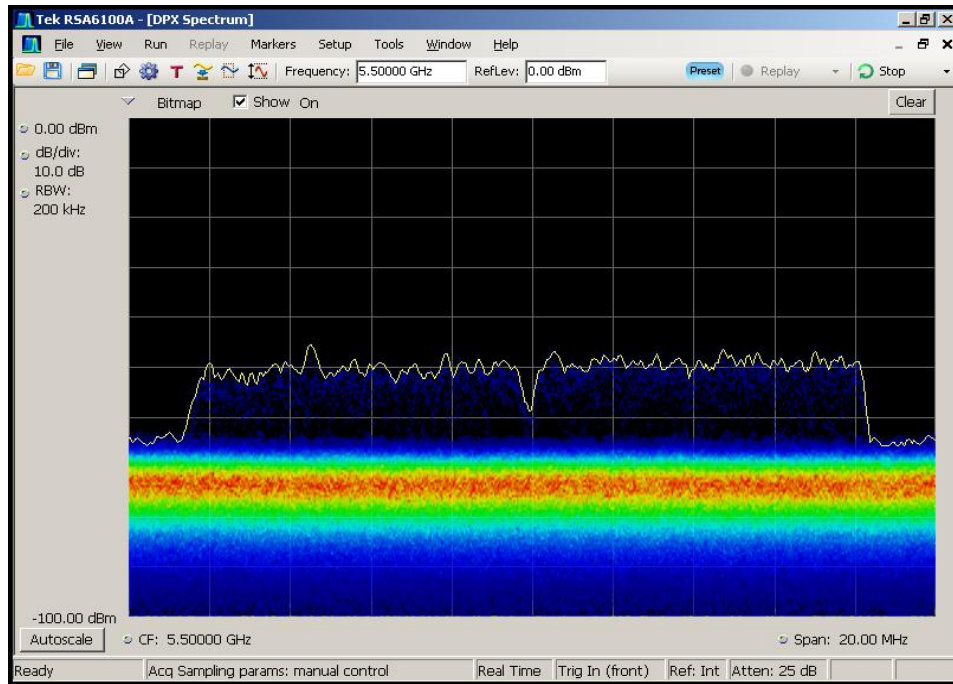 Tek RSA6100A - [DPX Spectrum]
File View Run Replay Markers Setup Tools Window Help
T Frequency: 5.50000 GHz RefLev: 0.00 dBm Preset Replay Stop
Bitmap Show On Clear
0.00 dBm
dB/div:
10.0 dB
RBW:
200 kHz
-100.00 dBm
Autoscale CF: 5.50000 GHz Span: 20.00 MHz
Ready Acq Sampling params: manual control Real Time Trig In (front) Ref: Int Atten: 25 dB